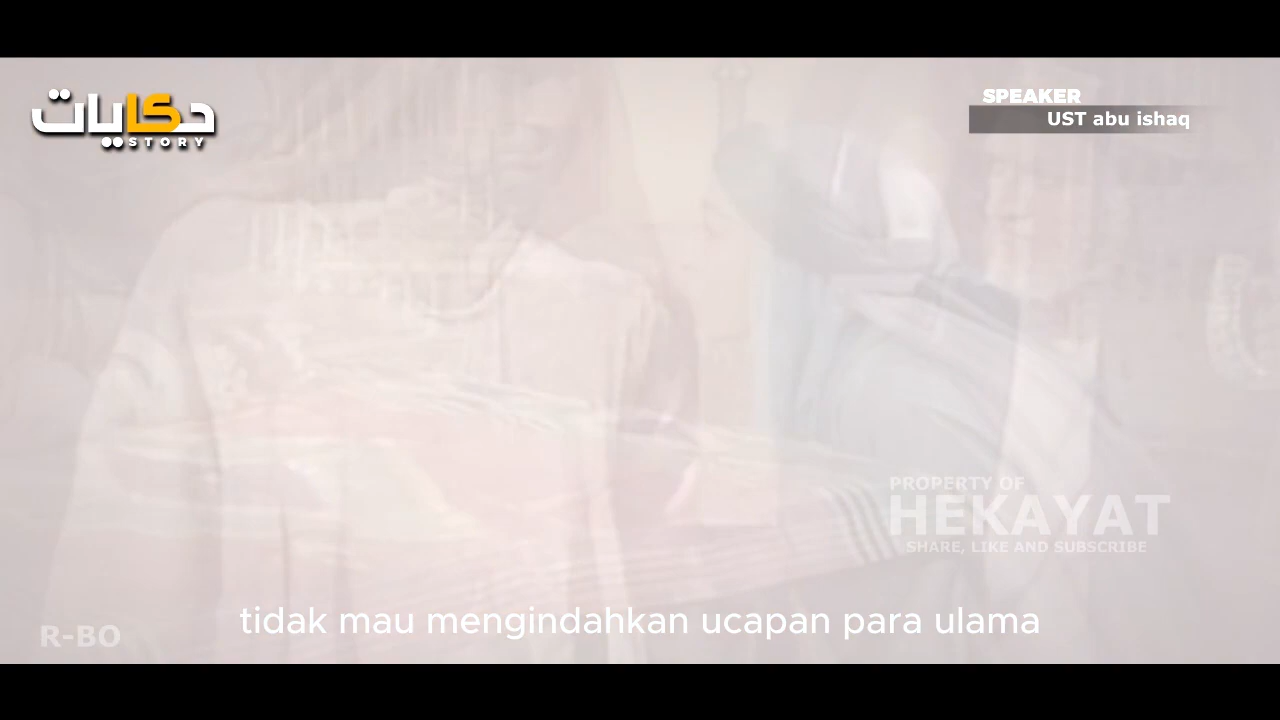 حكايات
STORY
SPEAKER
UST abu ishaq
PROPERTY OF
HEKAYAT
SHARE, LIKE AND SUBSCRIBE
tidak mau mengindahkan ucapan para ulama
R-BO